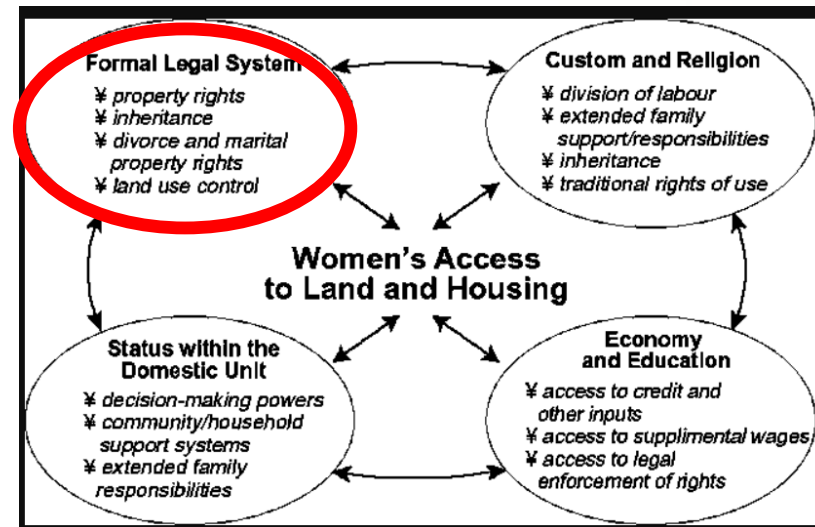 Formal Legal System
¥ property rights
¥ inheritance
¥ divorce and marital
property rights
¥ land use control
Custom and Religion
¥ division of labour
¥ extended family
support/responsibilities
¥ inheritance
¥ traditional rights of use
Women's Access
to Land and Housing
Status within the
Domestic Unit
¥ decision-making powers
¥ community/household
support systems
¥ extended family
responsibilities
Economy
and Education
¥ access to credit and
other inputs
¥ access to supplimental wages
¥ access to legal
enforcement of rights